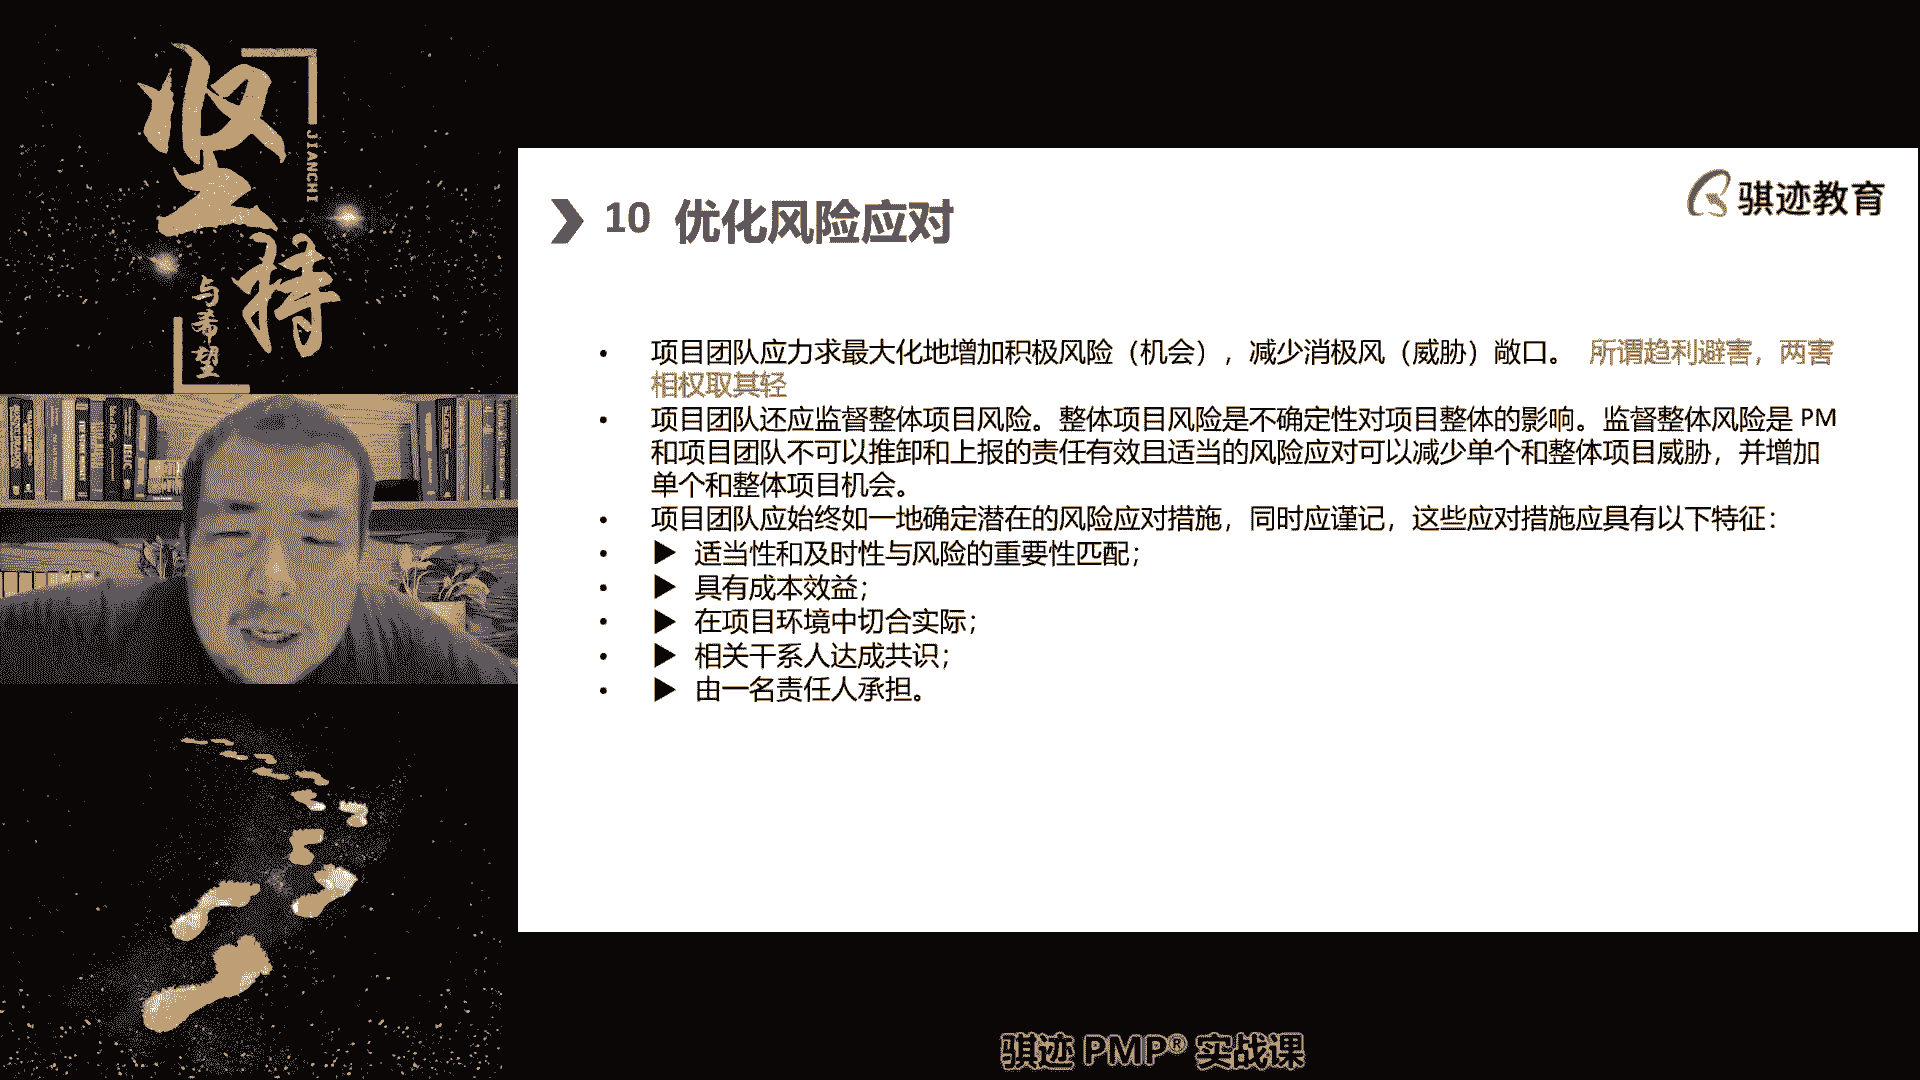 坚
持
JIANCHI
与希望
骐迹教育
10 优化风险应对
• 项目团队应力求最大化地增加积极风险（机会），减少消极风（威胁）敞口。 所谓趋利避害，两害
相权取其轻
• 项目团队还应监督整体项目风险。整体项目风险是不确定性对项目整体的影响。监督整体风险是 PM
和项目团队不可以推卸和上报的责任有效且适当的风险应对可以减少单个和整体项目威胁，并增加
单个和整体项目机会。
• 项目团队应始终如一地确定潜在的风险应对措施，同时应谨记，这些应对措施应具有以下特征：
• ▶ 适当性和及时性与风险的重要性匹配；
• ▶ 具有成本效益；
• ▶ 在项目环境中切合实际；
• ▶ 相关干系人达成共识；
• ▶ 由一名责任人承担。
骐迹 PMP® 实战课